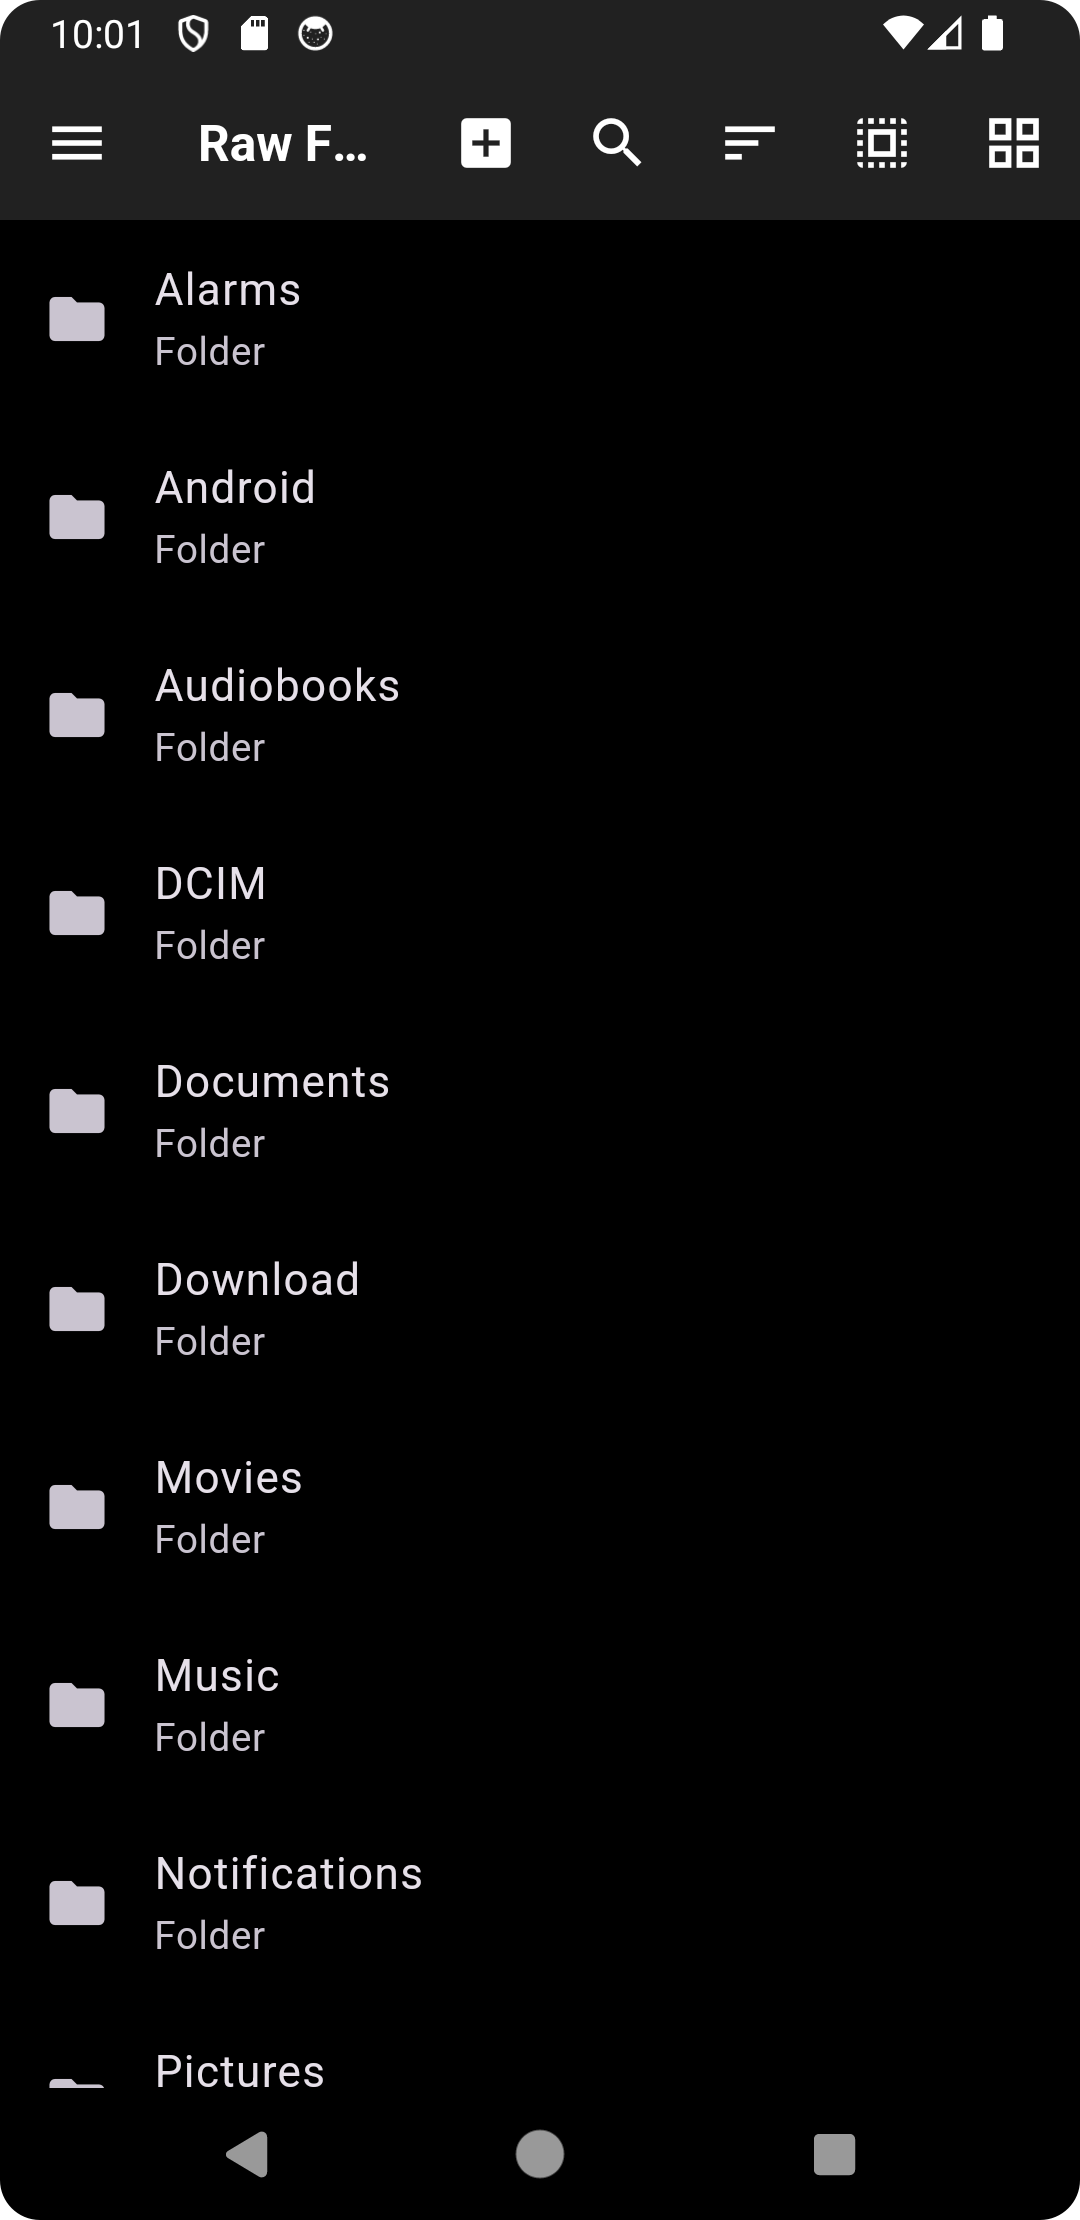 10:01
Raw F...
Alarms
Folder
Android
Folder
Audiobooks
Folder
DCIM
Folder
Documents
Folder
Download
Folder
Movies
Folder
Music
Folder
Notifications
Folder
Pictures